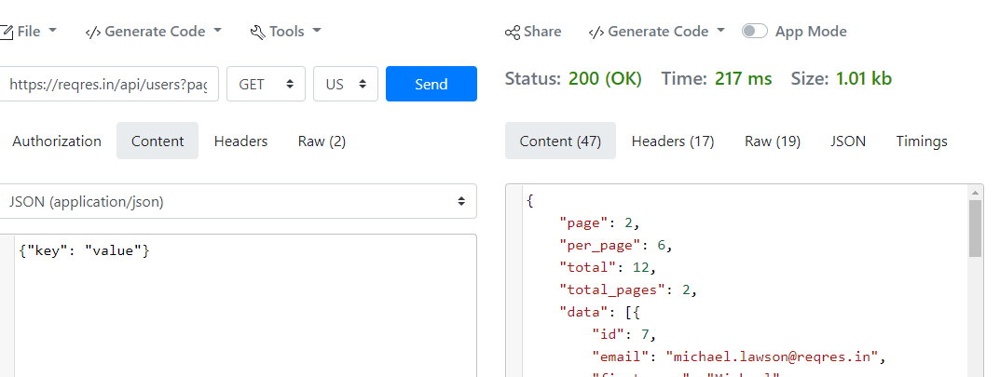 File </> Generate Code Tools
https://reqres.in/api/users?pag GET US Send
Authorization Content Headers Raw (2)
JSON (application/json)
{"key": "value"}
Share </> Generate Code App Mode
Status: 200 (OK) Time: 217 ms Size: 1.01 kb
Content (47) Headers (17) Raw (19) JSON Timings
{
"page": 2,
"per_page": 6,
"total": 12,
"total_pages": 2,
"data": [{
"id": 7,
"email": "michael.lawson@reqres.in",